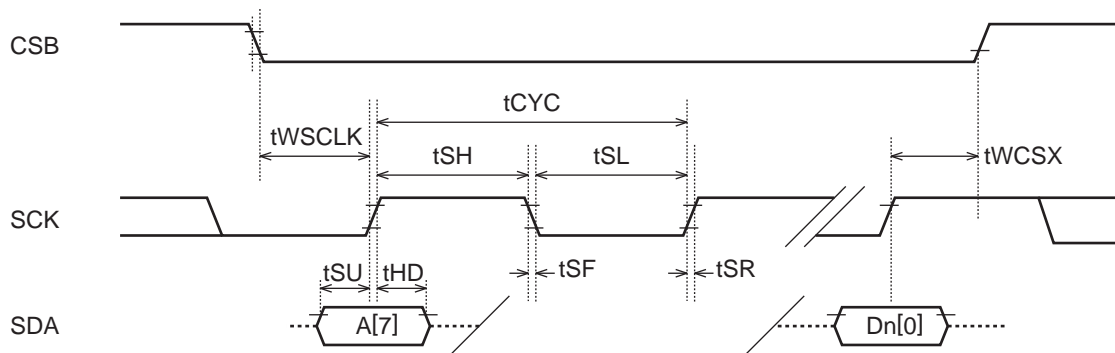 CSB
tCYC
tWSCLK
tSH
tSL
tWCSX
SCK
tSU
tHD
tSF
tSR
SDA
A[7]
Dn[0]